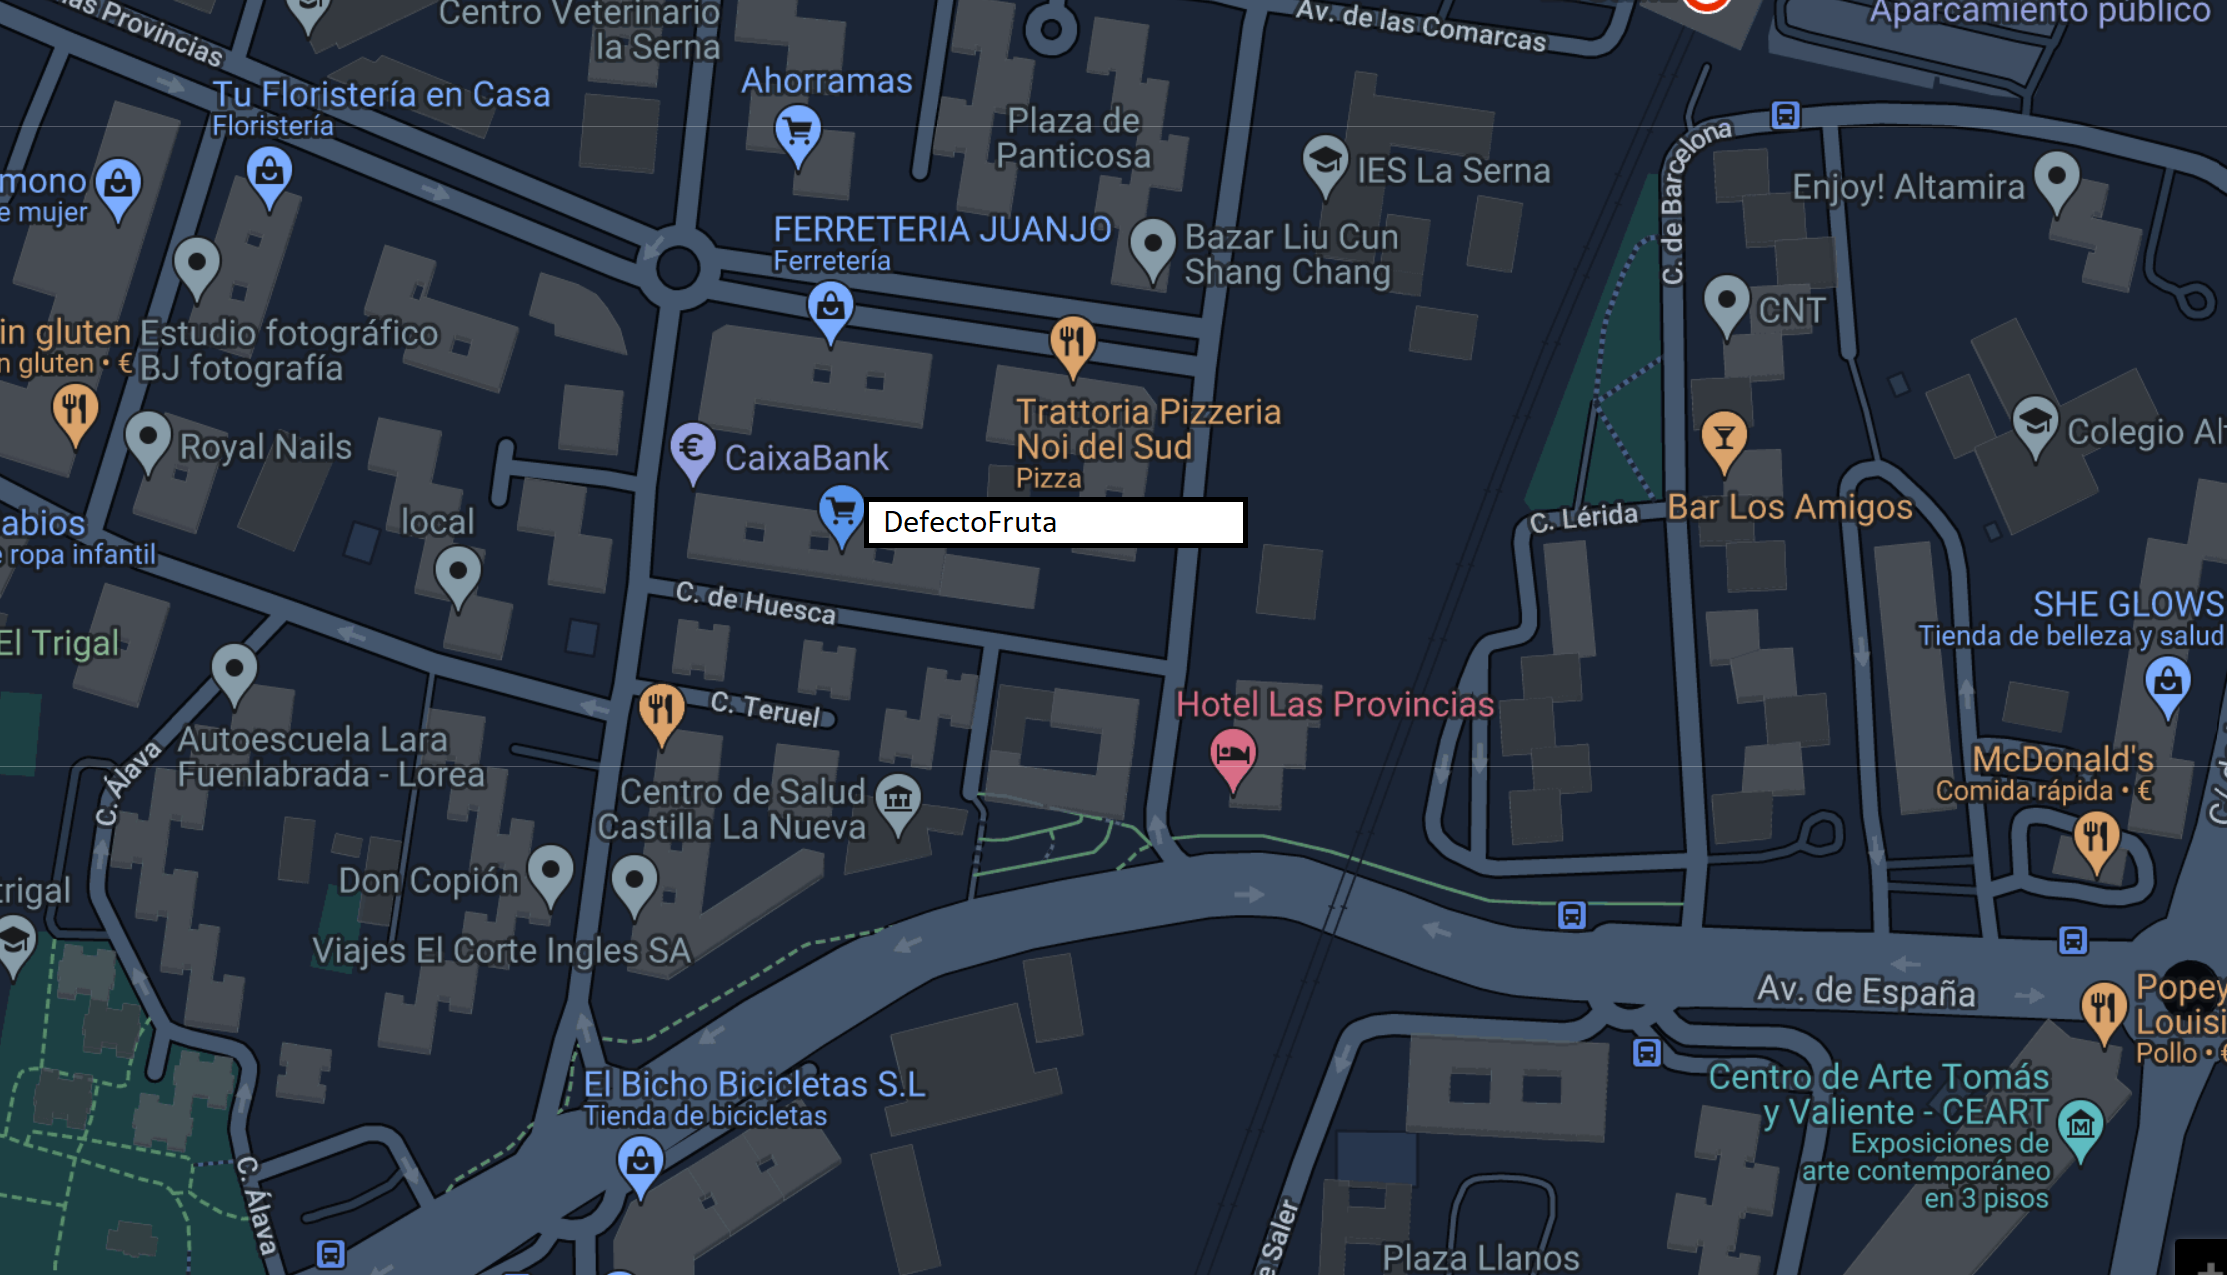 las Provincias
Centro Veterinario
la Serna
Av. de las Comarcas
Aparcamiento público
Tu Floristería en Casa
Floristería
Ahorramas
Plaza de
Panticosa
IES La Serna
C. de Barcelona
Enjoy! Altamira
mono
e mujer
FERRETERIA JUANJO
Ferretería
Bazar Liu Cun
Shang Chang
CNT
in gluten
n gluten • €
Estudio fotográfico
BJ fotografía
Trattoria Pizzeria
Noi del Sud
Pizza
Royal Nails
CaixaBank
Colegio Al
abios
e ropa infantil
local
DefectoFruta
C. Lérida
Bar Los Amigos
C. de Huesca
SHE GLOWS
Tienda de belleza y salud
El Trigal
C. Teruel
Hotel Las Provincias
Autoescuela Lara
Fuenlabrada - Lorea
C. Álava
Centro de Salud
Castilla La Nueva
McDonald's
Comida rápida • €
Don Copión
trigal
Viajes El Corte Ingles SA
Av. de España
Popey
Louisi
Pollo • €
El Bicho Bicicletas S.L
Tienda de bicicletas
Centro de Arte Tomás
y Valiente - CEART
Exposiciones de
arte contemporáneo
en 3 pisos
C. Álava
e Saler
Plaza Llanos